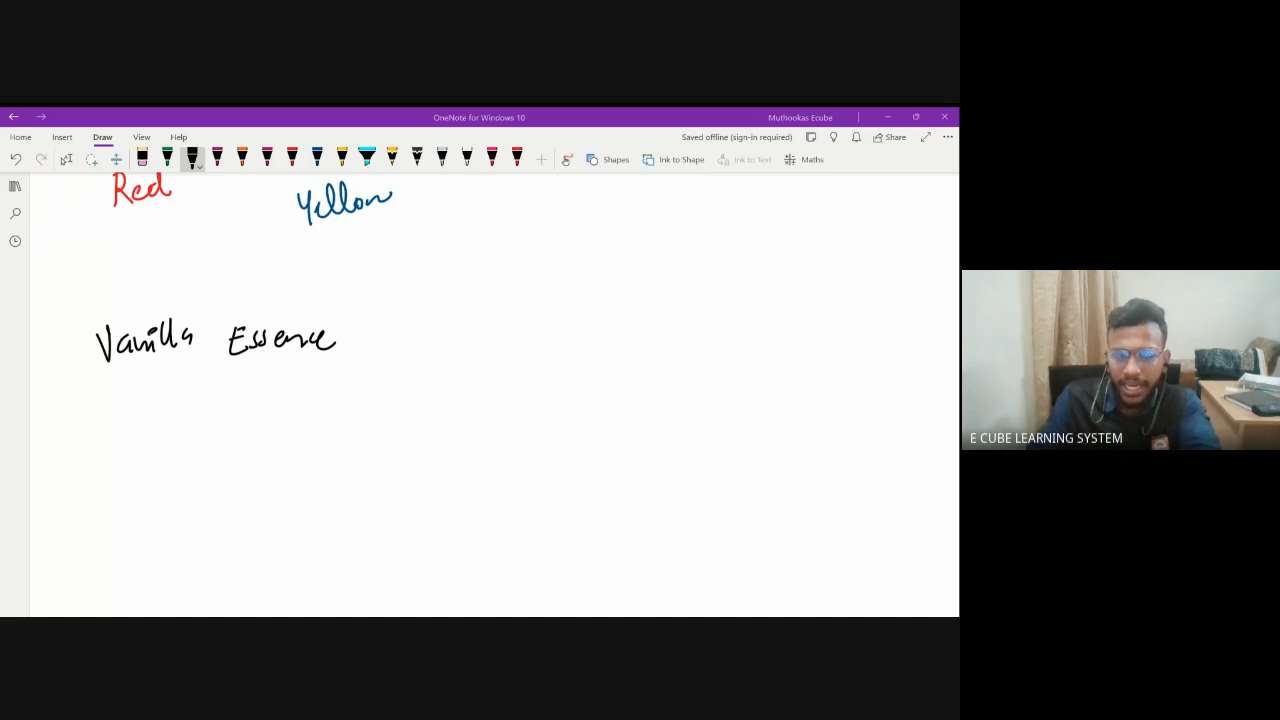 OneNote for Windows 10
Muthookas Ecube
Home Insert Draw View Help
Saved offline (sign-in required)
Share
Shapes
Ink to Shape
Ink to Text
Maths
Red Yellow
Vanilla Essence
E CUBE LEARNING SYSTEM